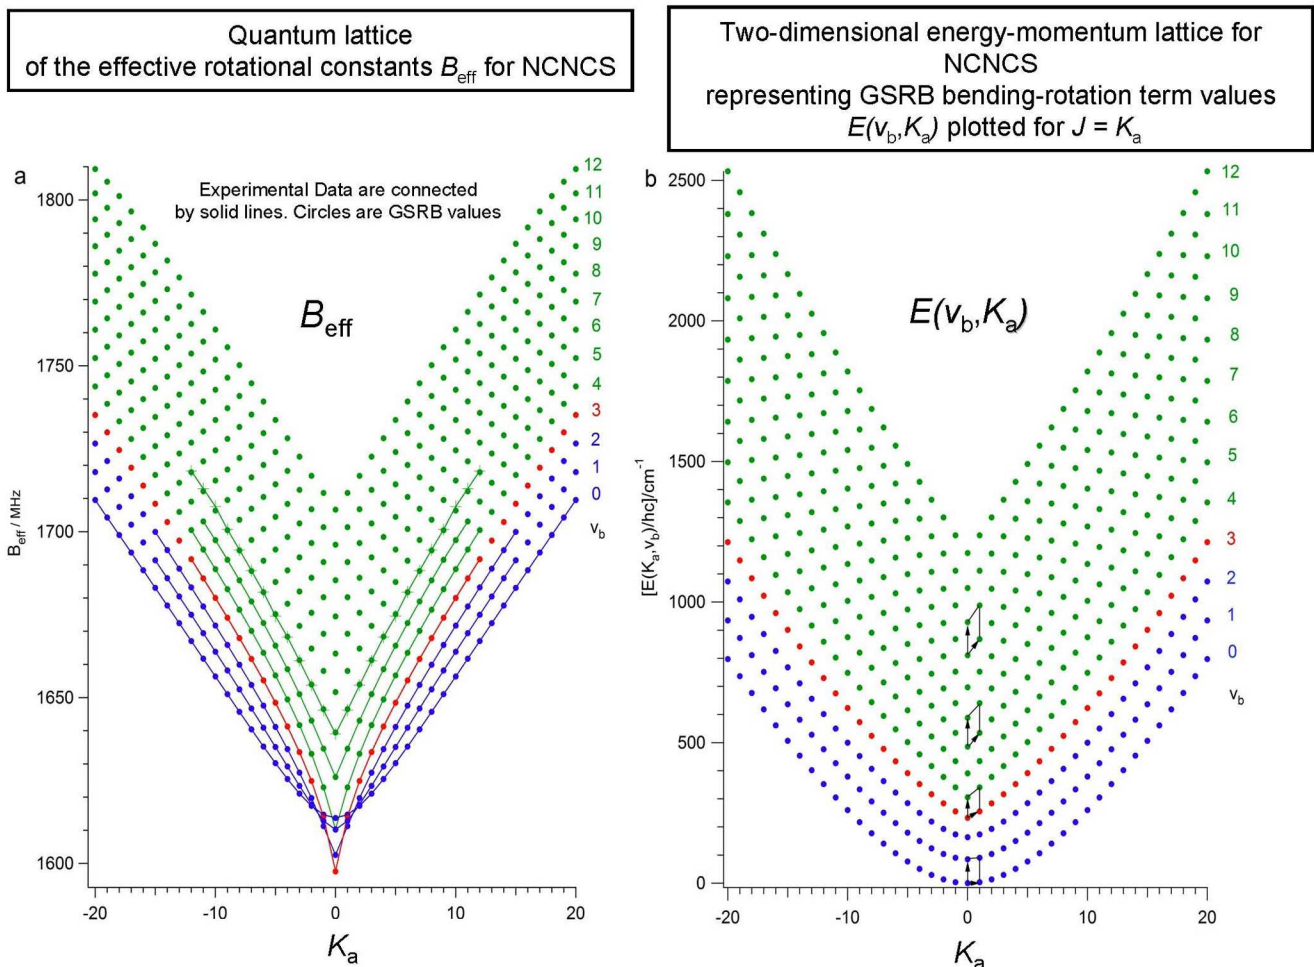 Quantum lattice
of the effective rotational constants Beff for NCNCS
Two-dimensional energy-momentum lattice for
NCNCS
representing GSRB bending-rotation term values
E(vb,Ka) plotted for J = Ka
a
Experimental Data are connected
by solid lines. Circles are GSRB values
Beff
1800
1750
1700
1650
1600
Beff / MHz
12
11
10
9
8
7
6
5
4
3
2
1
0
vb
-20
-10
0
10
20
Ka
b
E(vb,Ka)
2500
2000
1500
1000
500
0
[E(Ka,vb)/hc]/cm-1
12
11
10
9
8
7
6
5
4
3
2
1
0
vb
-20
-10
0
10
20
Ka